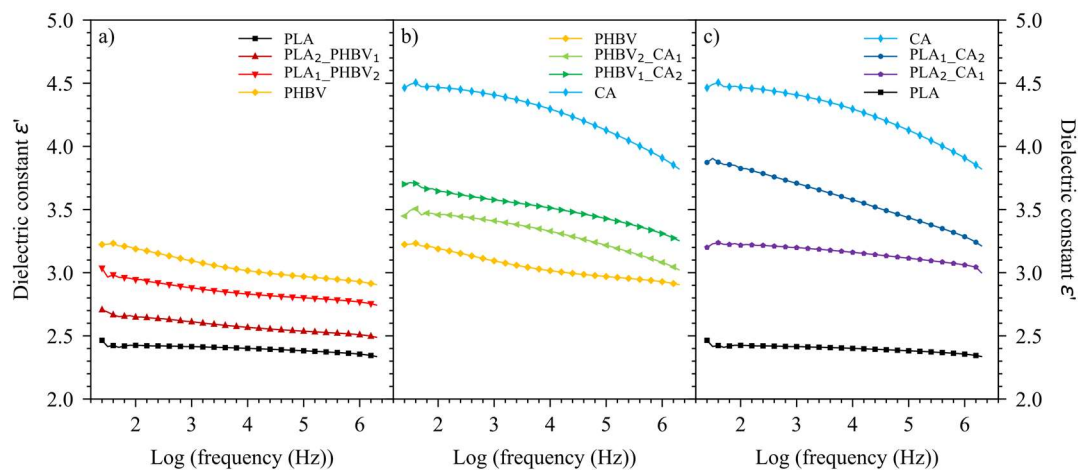 a)
PLA
PLA₂_PHBV₁
PLA₁_PHBV₂
PHBV
b)
PHBV
PHBV₂_CA₁
PHBV₁_CA₂
CA
c)
CA
PLA₁_CA₂
PLA₂_CA₁
PLA
5.0
4.5
4.0
3.5
3.0
2.5
2.0
Dielectric constant ε'
5.0
4.5
4.0
3.5
3.0
2.5
2.0
Dielectric constant ε'
2 3 4 5 6
2 3 4 5 6
2 3 4 5 6
Log (frequency (Hz))
Log (frequency (Hz))
Log (frequency (Hz))